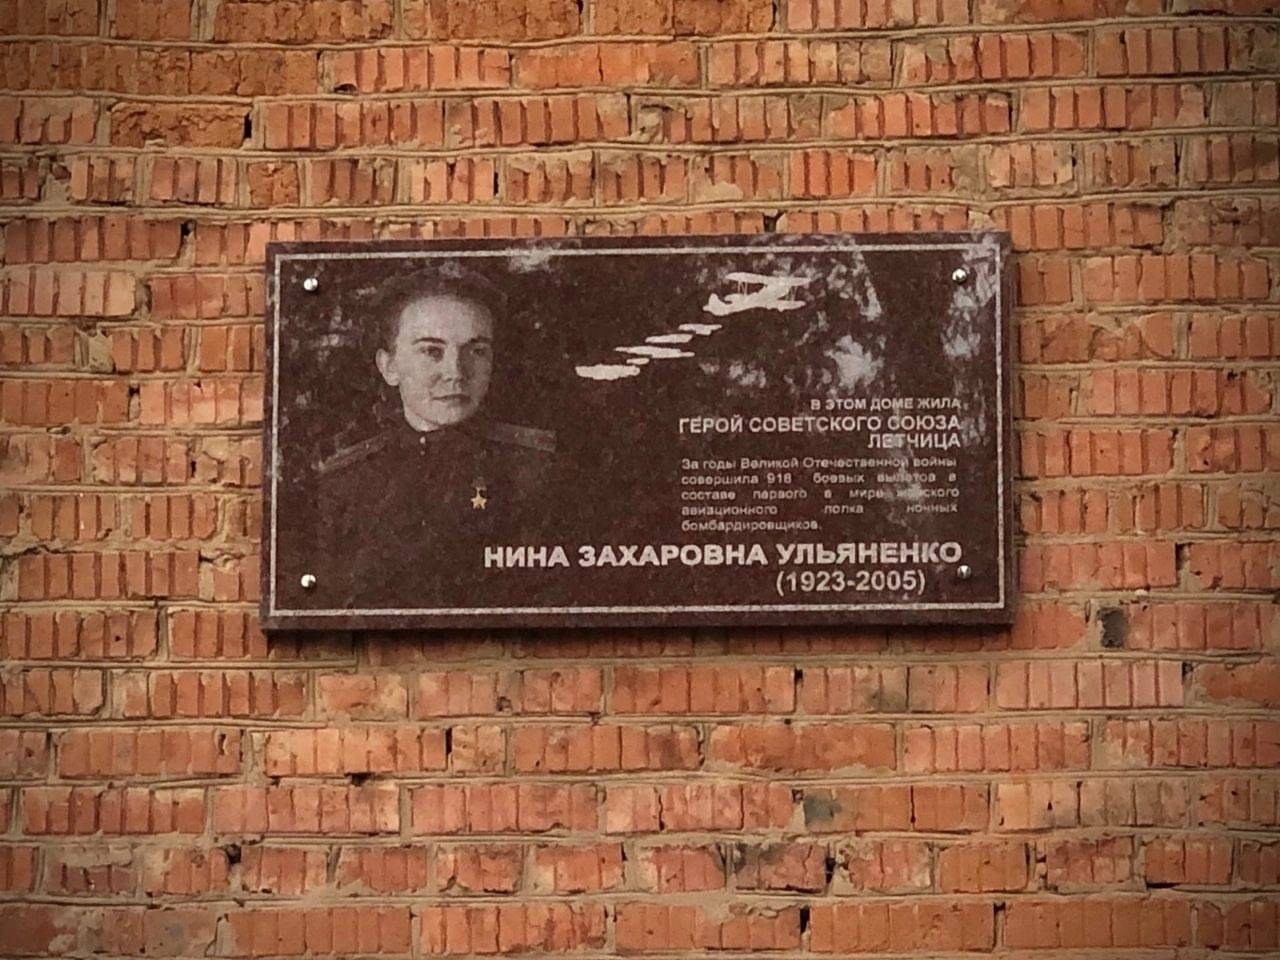 В ЭТОМ ДОМЕ ЖИЛА
ГЕРОЙ СОВЕТСКОГО СОЮЗА
ЛЕТЧИЦА
За годы Великой Отечественной войны
совершила 918 боевых вылетов в
составе первого в мире женского
авиационного полка ночных
бомбардировщиков.
НИНА ЗАХАРОВНА УЛЬЯНЕНКО
(1923-2005)